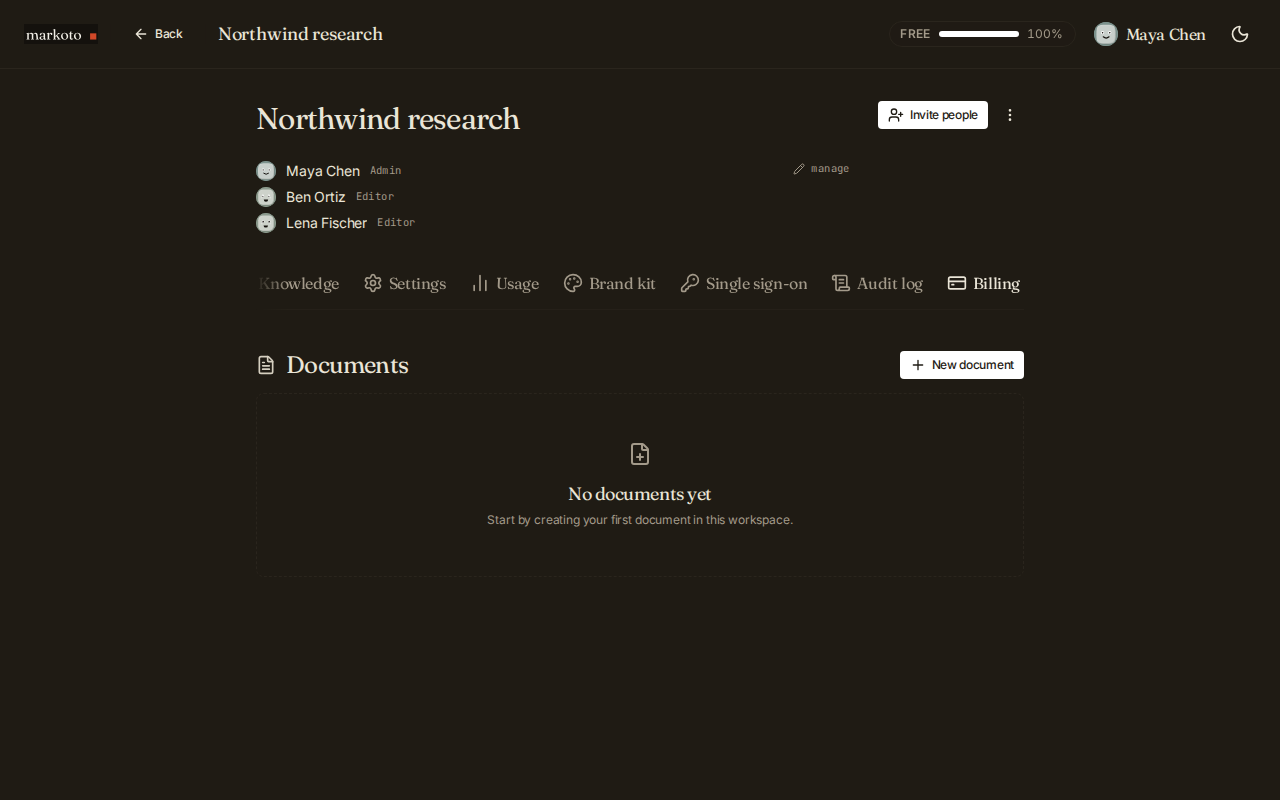 markoto
Back
Northwind research
FREE 100%
Maya Chen
Northwind research
Invite people
Maya Chen Admin
manage
Ben Ortiz Editor
Lena Fischer Editor
Knowledge Settings Usage Brand kit Single sign-on Audit log Billing
Documents
New document
No documents yet
Start by creating your first document in this workspace.